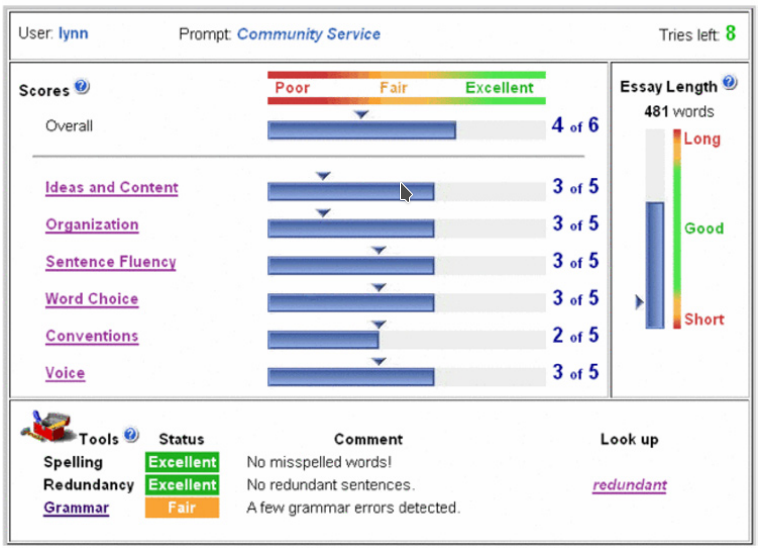 User: lynn Prompt: Community Service Tries left: 8
Scores ?
Poor Fair Excellent
Overall 4 of 6
Ideas and Content 3 of 5
Organization 3 of 5
Sentence Fluency 3 of 5
Word Choice 3 of 5
Conventions 2 of 5
Voice 3 of 5
Essay Length ?
481 words
Long
Good
Short
Tools ? Status Comment Look up
Spelling Excellent No misspelled words!
Redundancy Excellent No redundant sentences. redundant
Grammar Fair A few grammar errors detected.